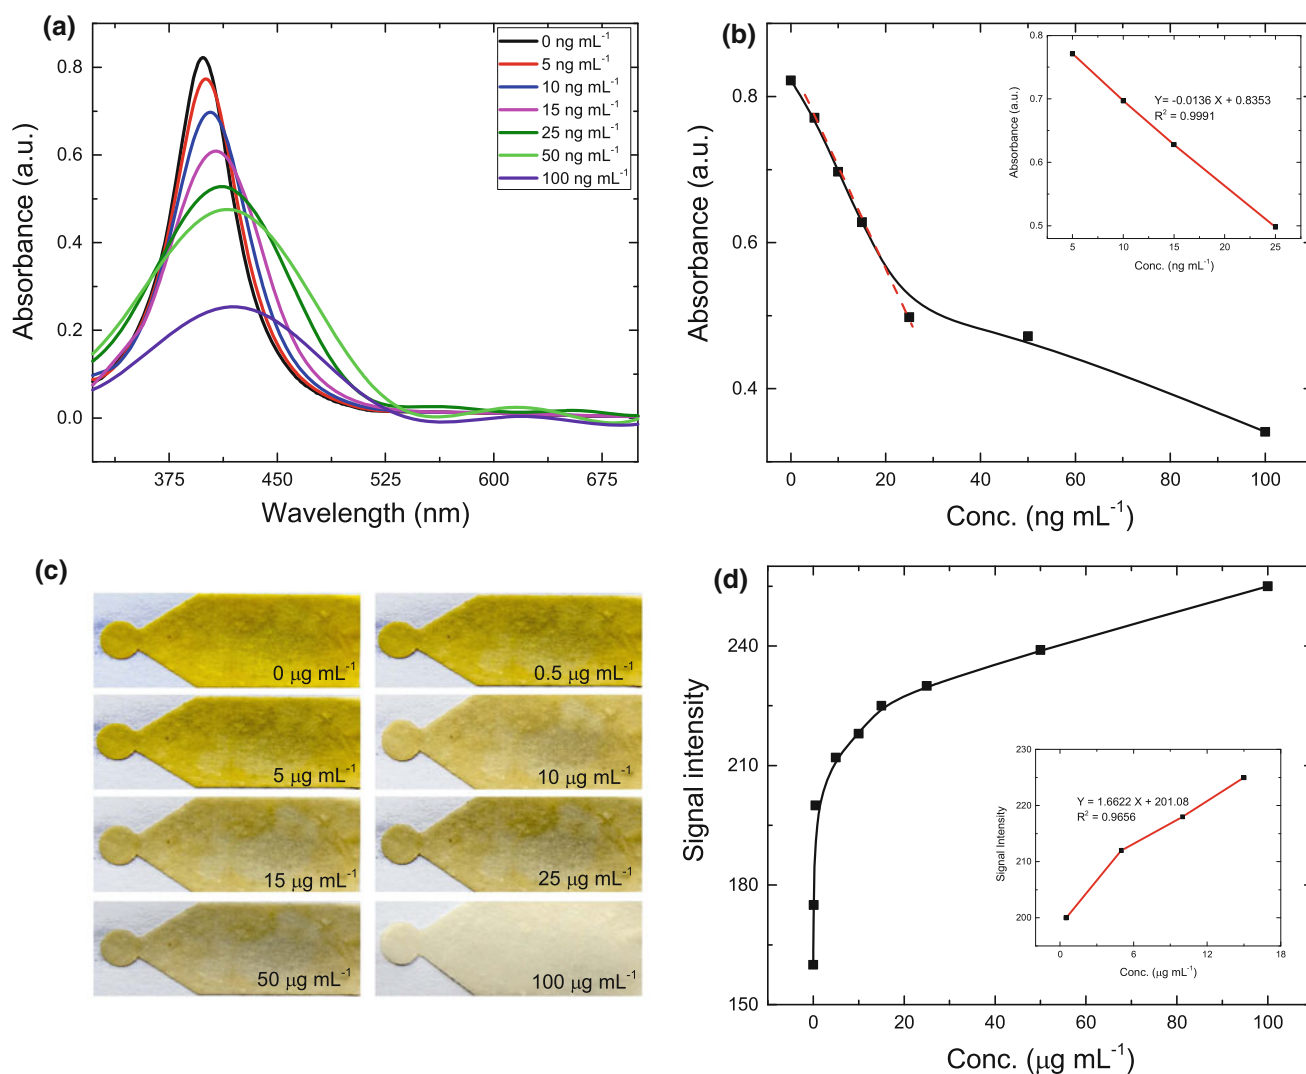 (a)
0 ng mL⁻¹
5 ng mL⁻¹
10 ng mL⁻¹
15 ng mL⁻¹
25 ng mL⁻¹
50 ng mL⁻¹
100 ng mL⁻¹
0.8
0.6
0.4
0.2
0.0
Absorbance (a.u.)
375
450
525
600
675
Wavelength (nm)
(b)
0.8
0.6
0.4
Absorbance (a.u.)
0
20
40
60
80
100
Conc. (ng mL⁻¹)
0.8
0.7
0.6
0.5
Absorbance (a.u.)
Y= -0.0136 X + 0.8353
R² = 0.9991
5
10
15
20
25
Conc. (ng mL⁻¹)
(c)
0 µg mL⁻¹
0.5 µg mL⁻¹
5 µg mL⁻¹
10 µg mL⁻¹
15 µg mL⁻¹
25 µg mL⁻¹
50 µg mL⁻¹
100 µg mL⁻¹
(d)
240
210
180
150
Signal intensity
0
20
40
60
80
100
Conc. (µg mL⁻¹)
230
220
210
200
Signal Intensity
Y = 1.6622 X + 201.08
R² = 0.9656
0
6
12
18
Conc. (µg mL⁻¹)